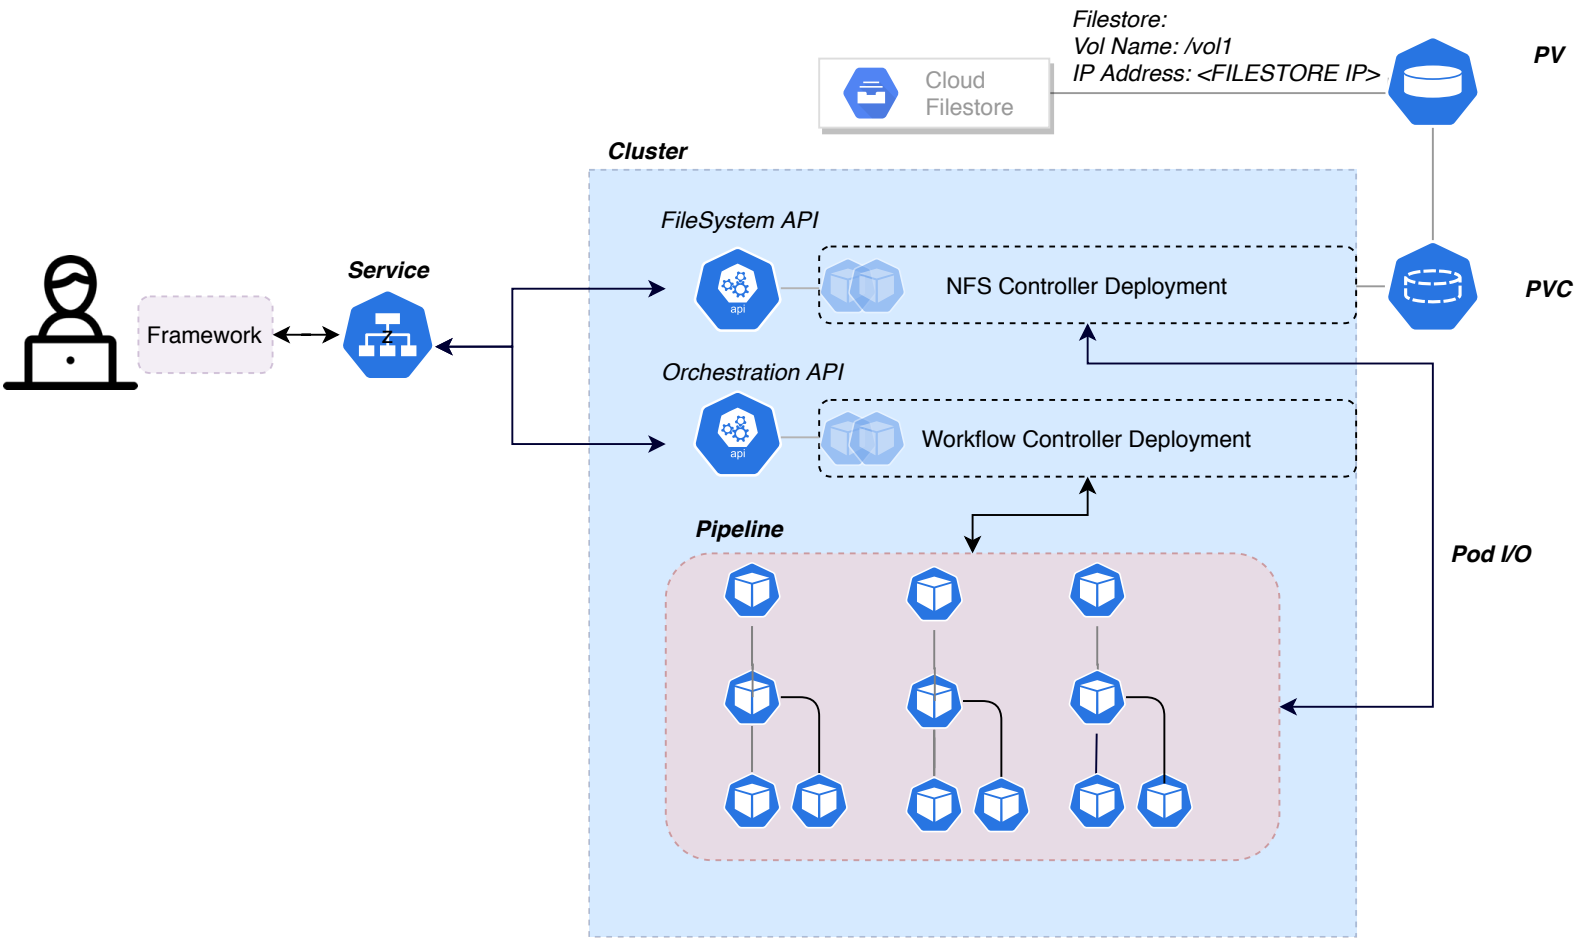 Filestore:
Vol Name: /vol1
IP Address: <FILESTORE IP>
PV
Cloud
Filestore
Cluster
FileSystem API
Service
api
NFS Controller Deployment
PVC
Framework
z
Orchestration API
api
Workflow Controller Deployment
Pipeline
Pod I/O